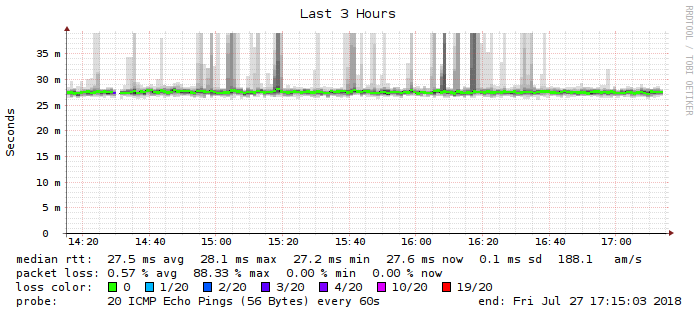 Last 3 Hours
RRDTOOL / TOBI OETIKER
Seconds
35 m
30 m
25 m
20 m
15 m
10 m
5 m
0
14:20 14:40 15:00 15:20 15:40 16:00 16:20 16:40 17:00
median rtt: 27.5 ms avg 28.1 ms max 27.2 ms min 27.6 ms now 0.1 ms sd 188.1 am/s
packet loss: 0.57 % avg 88.33 % max 0.00 % min 0.00 % now
loss color: 0 1/20 2/20 3/20 4/20 10/20 19/20
probe: 20 ICMP Echo Pings (56 Bytes) every 60s end: Fri Jul 27 17:15:03 2018